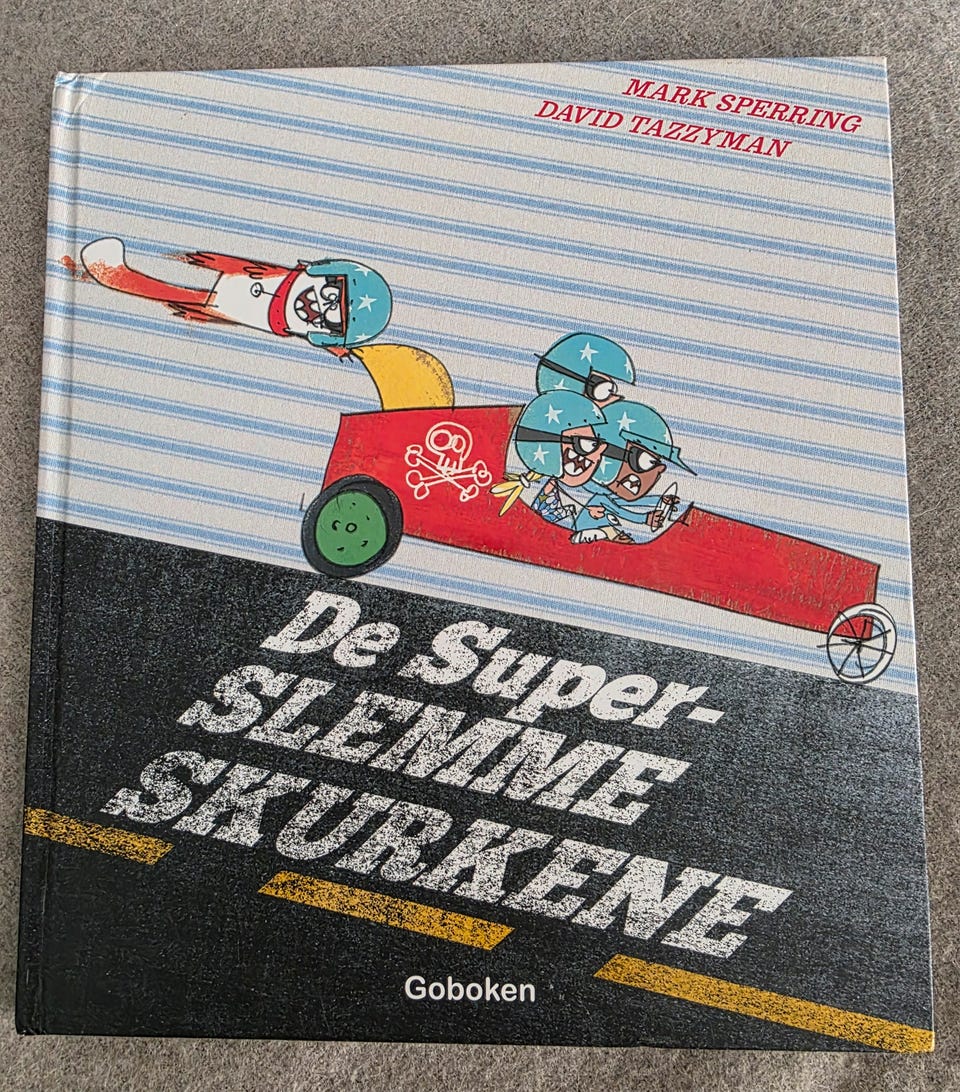 MARK SPERRING
DAVID TAZZYMAN
De Super-
SLEMME
SKURKENE
Goboken